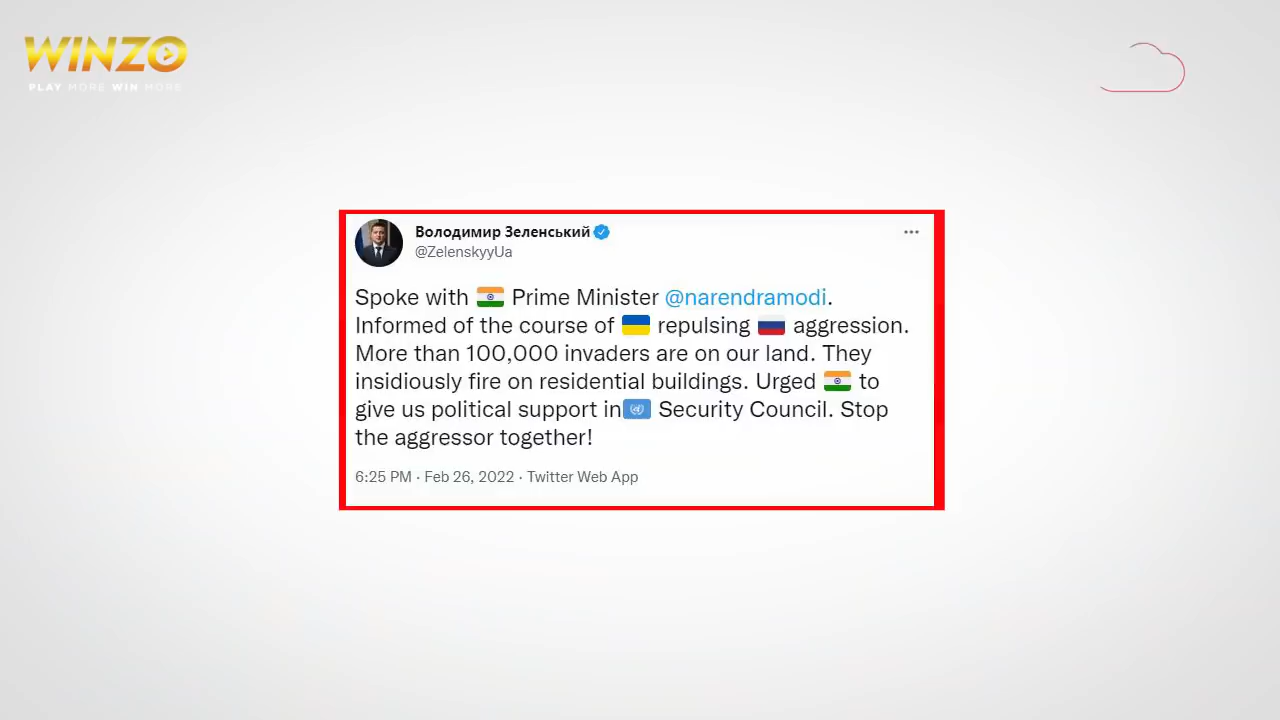 WINZO
PLAY MORE WIN MORE
Володимир Зеленський
@ZelenskyyUa
Spoke with 🇮🇳 Prime Minister @narendramodi.
Informed of the course of 🇺🇦 repulsing 🇷🇺 aggression.
More than 100,000 invaders are on our land. They
insidiously fire on residential buildings. Urged 🇮🇳 to
give us political support in🇺🇳 Security Council. Stop
the aggressor together!
6:25 PM · Feb 26, 2022 · Twitter Web App